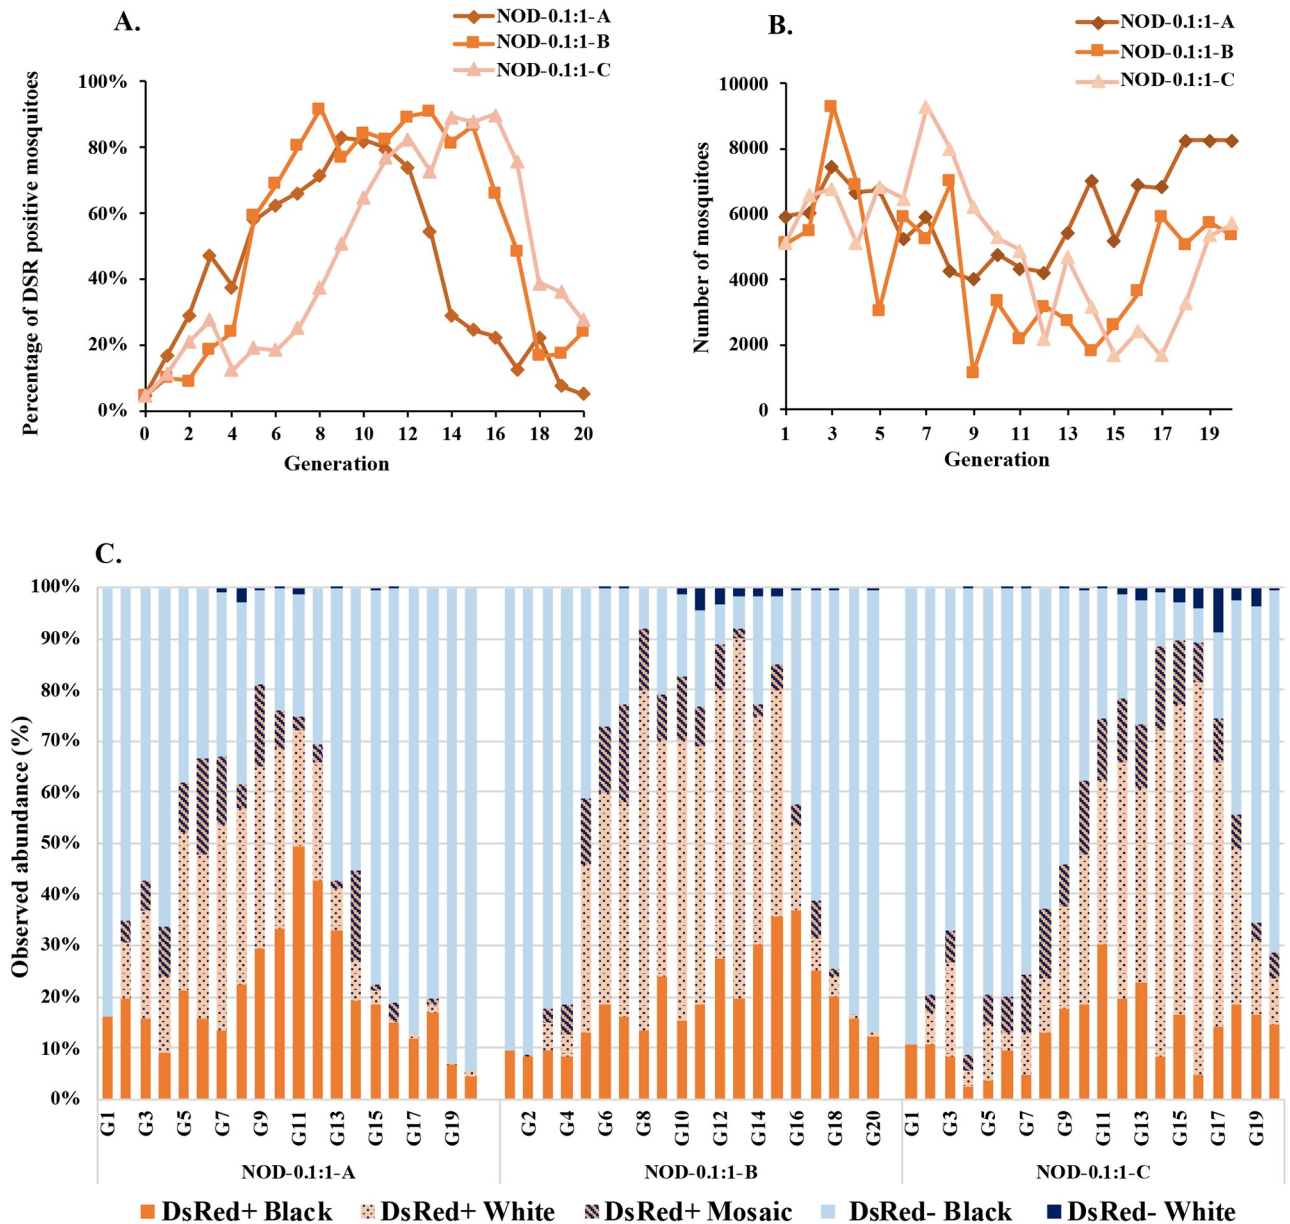 A.
NOD-0.1:1-A
NOD-0.1:1-B
NOD-0.1:1-C
Percentage of DSR positive mosquitoes
100%
80%
60%
40%
20%
0%
0 2 4 6 8 10 12 14 16 18 20
Generation
B.
NOD-0.1:1-A
NOD-0.1:1-B
NOD-0.1:1-C
Number of mosquitoes
10000
8000
6000
4000
2000
0
1 3 5 7 9 11 13 15 17 19
Generation
C.
Observed abundance (%)
100%
90%
80%
70%
60%
50%
40%
30%
20%
10%
0%
G1 G3 G5 G7 G9 G11 G13 G15 G17 G19 G2 G4 G6 G8 G10 G12 G14 G16 G18 G20 G1 G3 G5 G7 G9 G11 G13 G15 G17 G19
NOD-0.1:1-A NOD-0.1:1-B NOD-0.1:1-C
DsRed+ Black DsRed+ White DsRed+ Mosaic DsRed- Black DsRed- White